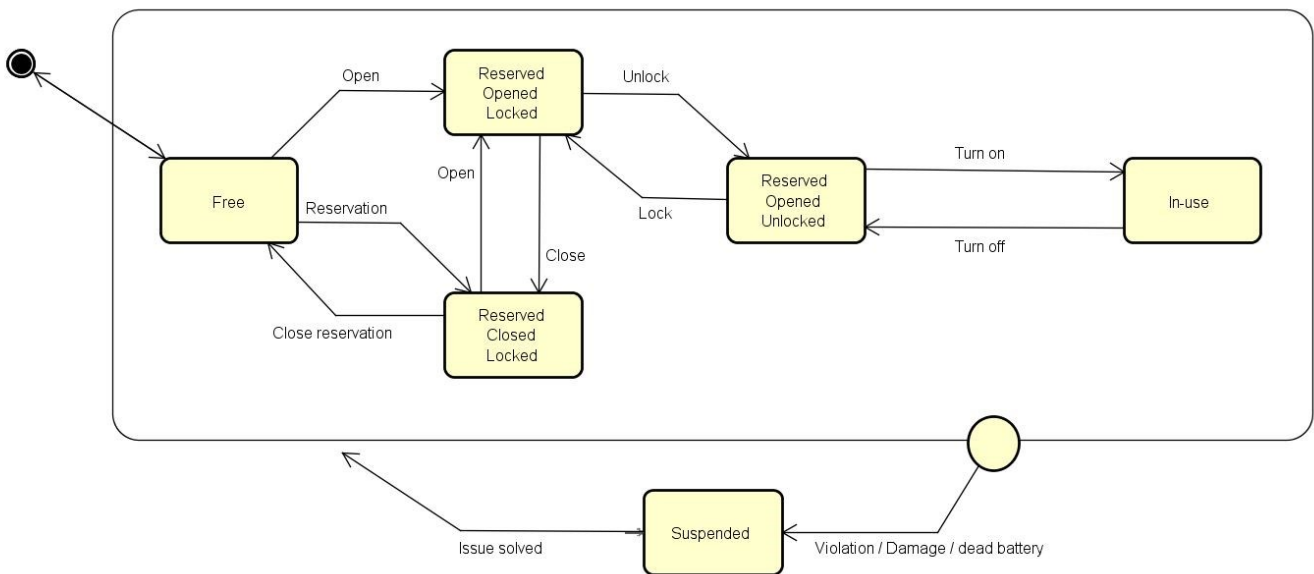 Open
Reserved
Opened
Locked
Unlock
Free
Reservation
Open
Close
Lock
Reserved
Opened
Unlocked
Turn on
Turn off
In-use
Close reservation
Reserved
Closed
Locked
Issue solved
Suspended
Violation / Damage / dead battery